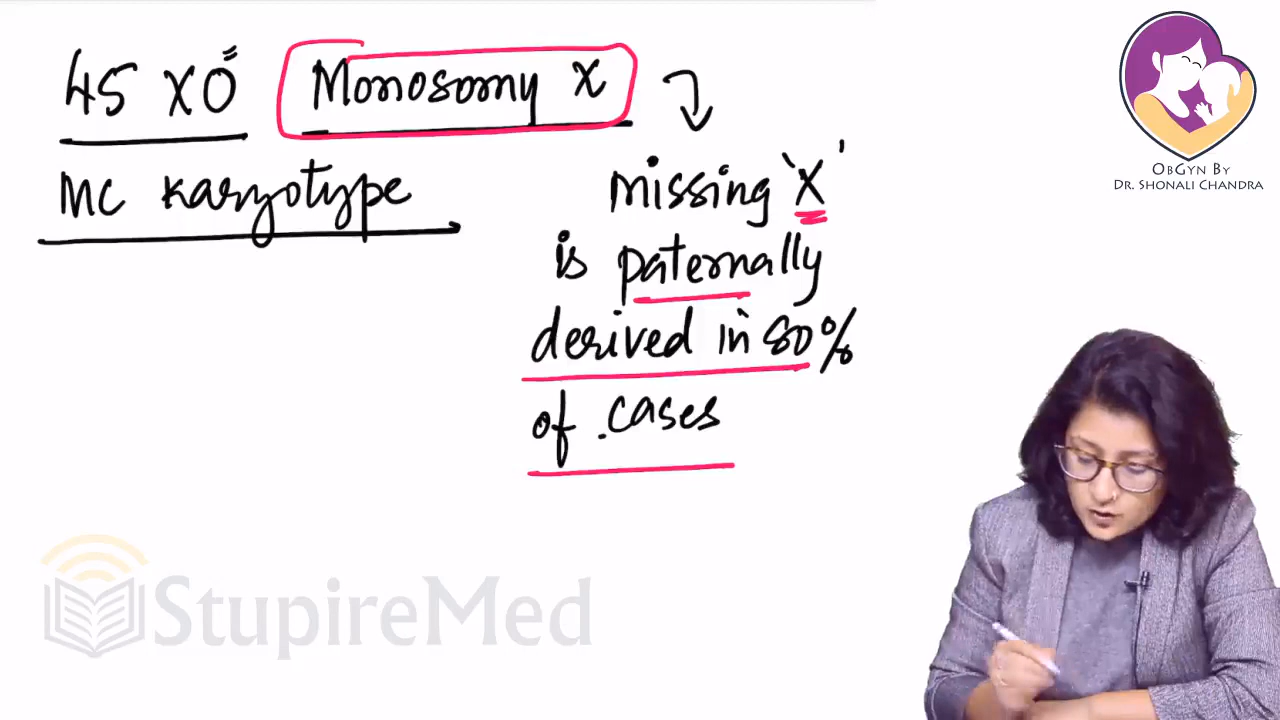 45 XO Monosomy X
MC karyotype
missing 'X'
is paternally
derived in 80%
of cases
OBGYN BY
DR. SHONALI CHANDRA
StupireMed